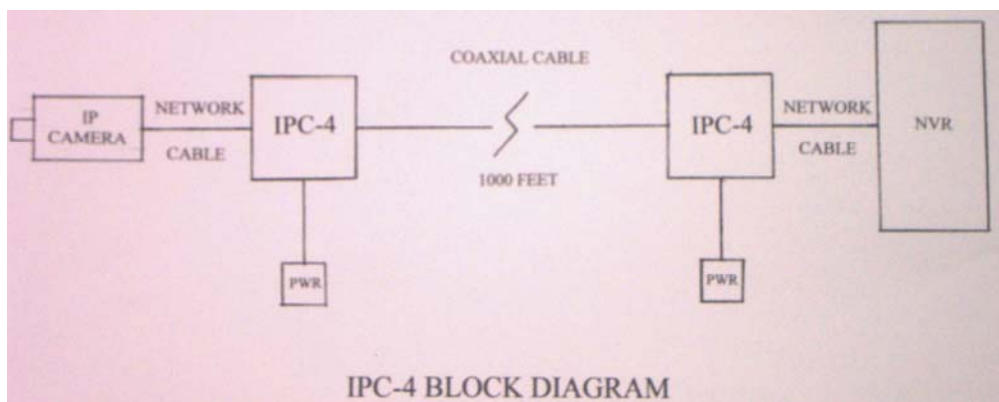 COAXIAL CABLE
IP
CAMERA
NETWORK
CABLE
IPC-4
1000 FEET
IPC-4
NETWORK
CABLE
NVR
PWR
PWR
IPC-4 BLOCK DIAGRAM